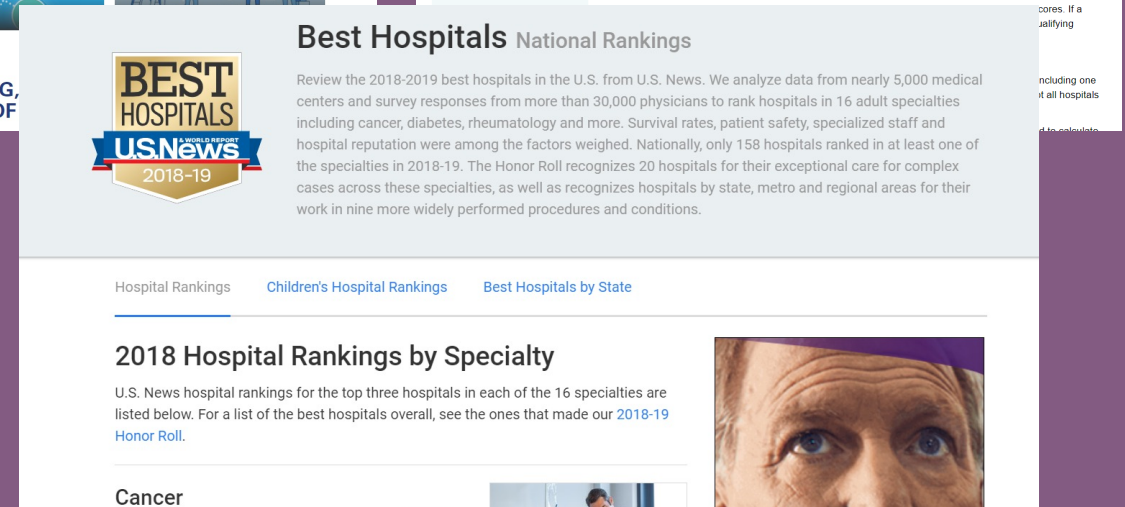 cores. If a
ualifying
ncluding one
t all hospitals
d to calculate
G,
OF
BEST
HOSPITALS
U.S.News & WORLD REPORT
2018-19
Best Hospitals National Rankings
Review the 2018-2019 best hospitals in the U.S. from U.S. News. We analyze data from nearly 5,000 medical
centers and survey responses from more than 30,000 physicians to rank hospitals in 16 adult specialties
including cancer, diabetes, rheumatology and more. Survival rates, patient safety, specialized staff and
hospital reputation were among the factors weighed. Nationally, only 158 hospitals ranked in at least one of
the specialties in 2018-19. The Honor Roll recognizes 20 hospitals for their exceptional care for complex
cases across these specialties, as well as recognizes hospitals by state, metro and regional areas for their
work in nine more widely performed procedures and conditions.
Hospital Rankings Children's Hospital Rankings Best Hospitals by State
2018 Hospital Rankings by Specialty
U.S. News hospital rankings for the top three hospitals in each of the 16 specialties are
listed below. For a list of the best hospitals overall, see the ones that made our 2018-19
Honor Roll.
Cancer